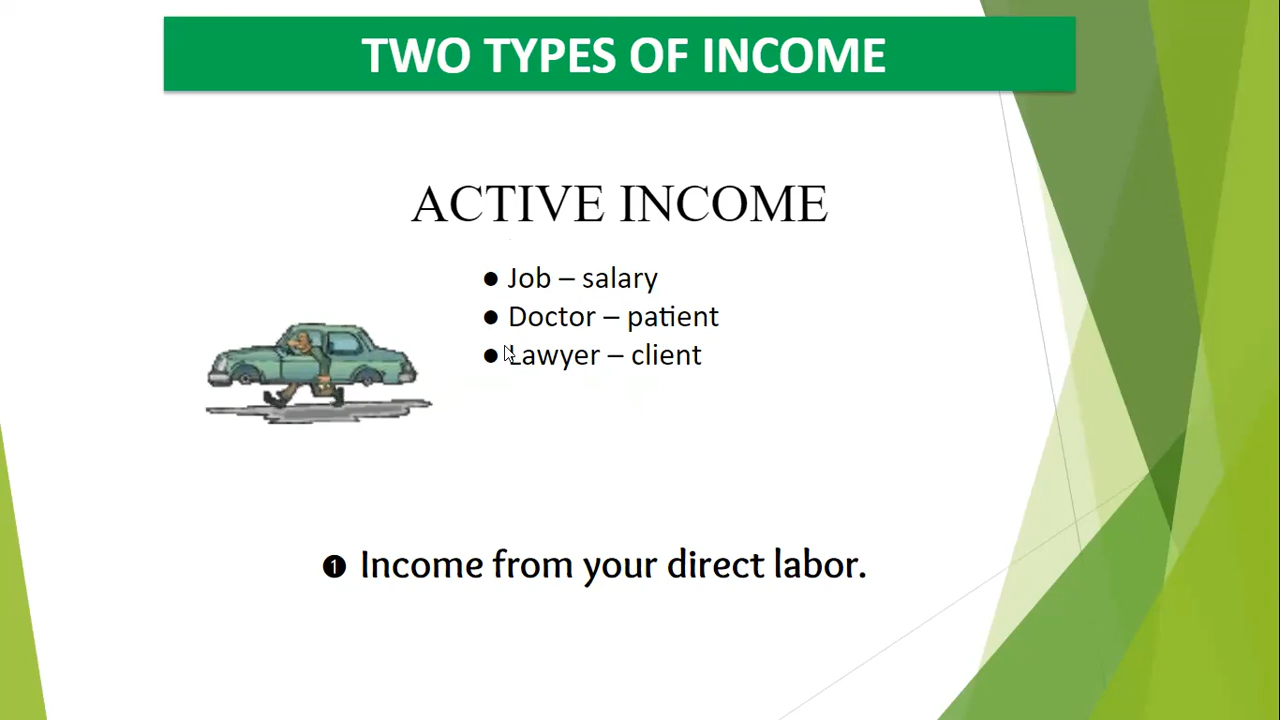 TWO TYPES OF INCOME
ACTIVE INCOME
● Job – salary
● Doctor – patient
● Lawyer – client
❶ Income from your direct labor.